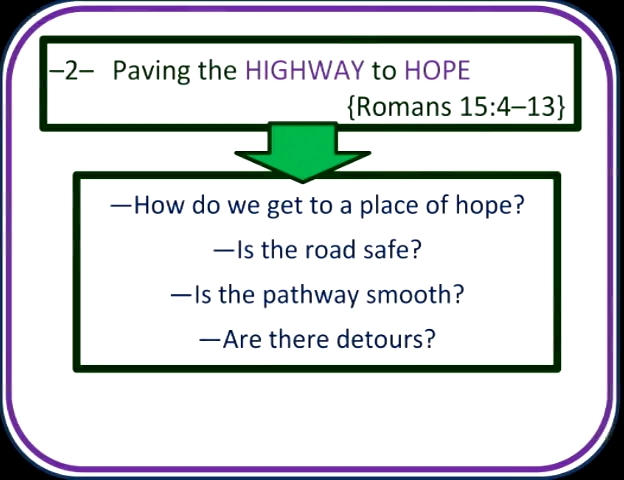 –2– Paving the HIGHWAY to HOPE
{Romans 15:4–13}
—How do we get to a place of hope?
—Is the road safe?
—Is the pathway smooth?
—Are there detours?